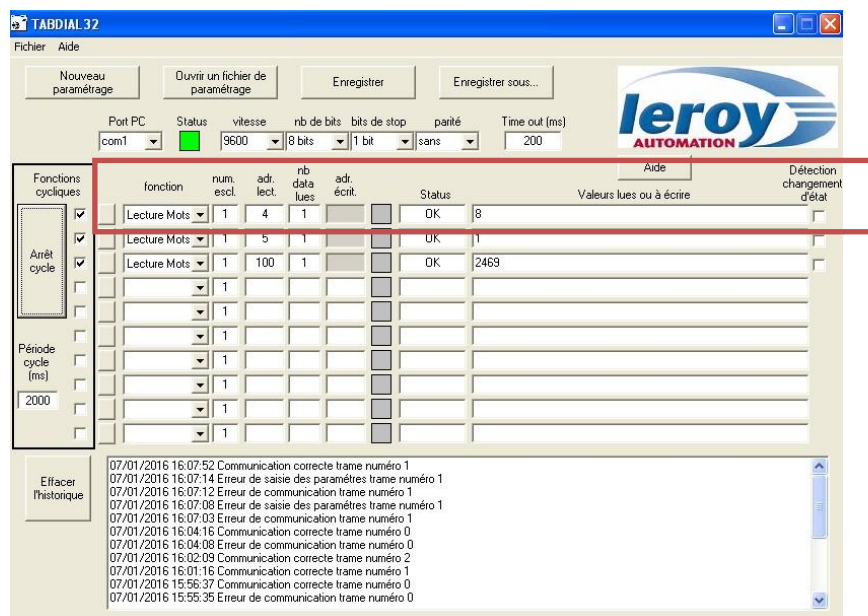 TABDIAL32
Fichier Aide
Nouveau paramétrage
Ouvrir un fichier de paramétrage
Enregistrer
Enregistrer sous...
Port PC Status vitesse nb de bits bits de stop parité Time out (ms)
com1 9600 8 bits 1 bit sans 200
leroy
AUTOMATION
Aide
Fonctions cycliques
fonction num. escl. adr. lect. nb data lues adr. écrit. Status Valeurs lues ou à écrire Détection changement d'état
Lecture Mots 1 4 1 OK 8
Lecture Mots 1 5 1 OK 1
Lecture Mots 1 100 1 OK 2469
1
1
1
1
1
1
1
Arrêt cycle
Période cycle (ms)
2000
Effacer l'historique
07/01/2016 16:07:52 Communication correcte trame numéro 1
07/01/2016 16:07:14 Erreur de saisie des paramétres trame numéro 1
07/01/2016 16:07:12 Erreur de communication trame numéro 1
07/01/2016 16:07:08 Erreur de saisie des paramétres trame numéro 1
07/01/2016 16:07:03 Erreur de communication trame numéro 1
07/01/2016 16:04:16 Communication correcte trame numéro 0
07/01/2016 16:04:08 Erreur de communication trame numéro 0
07/01/2016 16:02:09 Communication correcte trame numéro 2
07/01/2016 16:01:16 Communication correcte trame numéro 1
07/01/2016 15:56:37 Communication correcte trame numéro 0
07/01/2016 15:55:35 Erreur de communication trame numéro 0